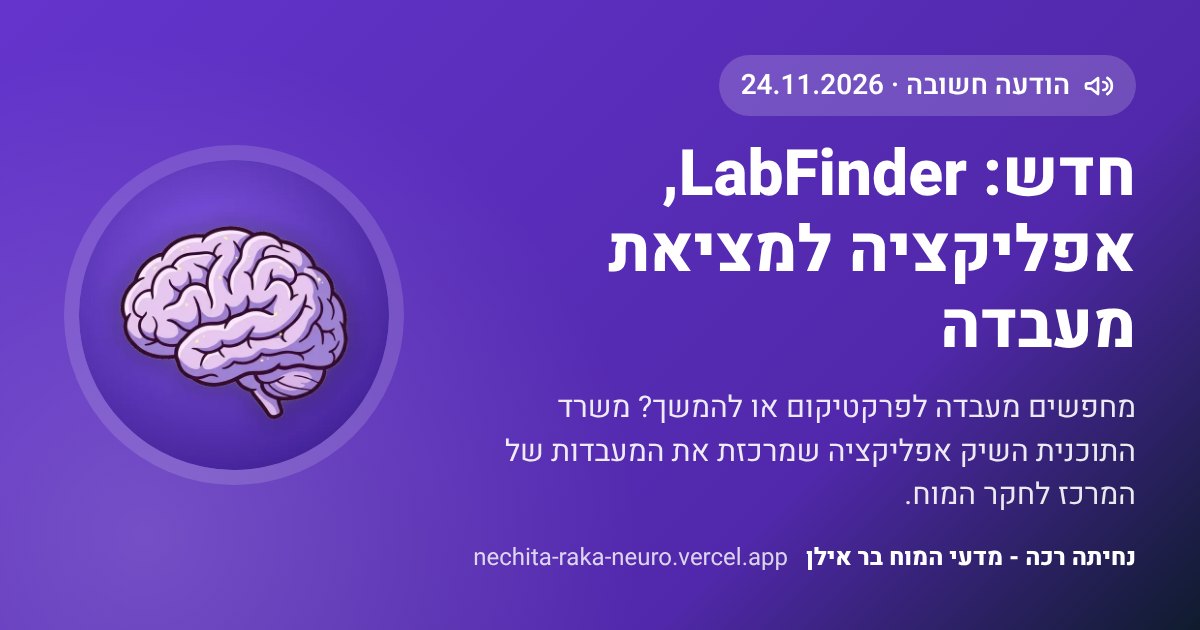 הודעה חשובה · 24.11.2026
חדש: LabFinder,
אפליקציה למציאת
מעבדה
מחפשים מעבדה לפרקטיקום או להמשך? משרד
התוכנית השיק אפליקציה שמרכזת את המעבדות של
המרכז לחקר המוח.
נחיתה רכה - מדעי המוח בר אילן nechita-raka-neuro.vercel.app